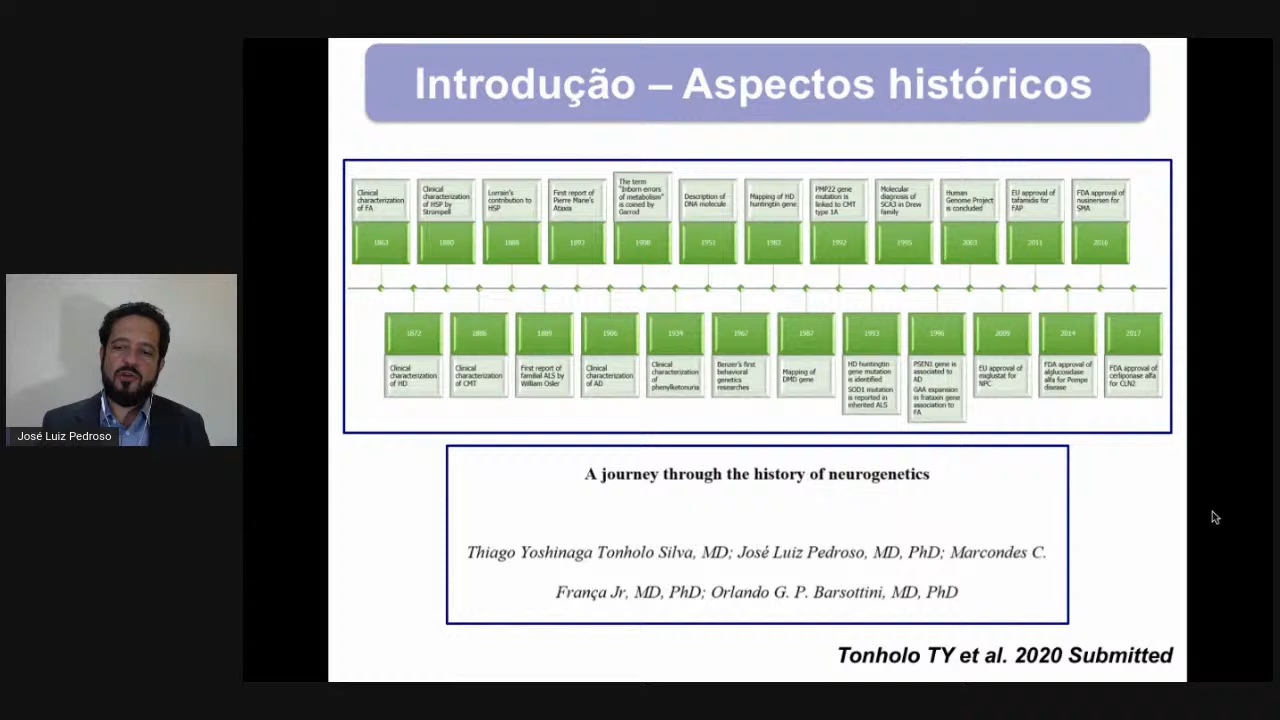 Introdução – Aspectos históricos
Clinical
characterization
of FA
Clinical
characterization
of HSP by
Strumpell
Lorrain's
contribution to
HSP
First report of
Pierre Marie's
Ataxia
The term
"Inborn errors
of metabolism"
is coined by
Garrod
Description of
DNA molecule
Mapping of HD
huntingtin gene
PMP22 gene
mutation is
linked to CMT
type 1A
Molecular
diagnosis of
SCA3 in Drew
family
Human
Genome Project
is concluded
EU approval of
tafamidis for
FAP
FDA approval of
nusinersen for
SMA
1863
1880
1888
1893
1908
1953
1983
1992
1995
2003
2011
2016
1872
1886
1889
1906
1934
1967
1987
1993
1996
2009
2014
2017
Clinical
characterization
of HD
Clinical
characterization
of CMT
First report of
familial ALS by
William Osler
Clinical
characterization
of AD
Clinical
characterization
of
phenylketonuria
Benzer's first
behavioral
genetics
researches
Mapping of
DMD gene
HD huntingtin
gene mutation
is identified
SOD1 mutation
is reported in
inherited ALS
PSEN1 gene is
associated to
AD
GAA expansion
is frataxin gene
association to
FA
EU approval of
miglustat for
NPC
FDA approval of
alglucosidase
alfa for Pompe
disease
FDA approval of
cerliponase alfa
for CLN2
A journey through the history of neurogenetics
Thiago Yoshinaga Tonholo Silva, MD; José Luiz Pedroso, MD, PhD; Marcondes C.
França Jr, MD, PhD; Orlando G. P. Barsottini, MD, PhD
Tonholo TY et al. 2020 Submitted
José Luiz Pedroso